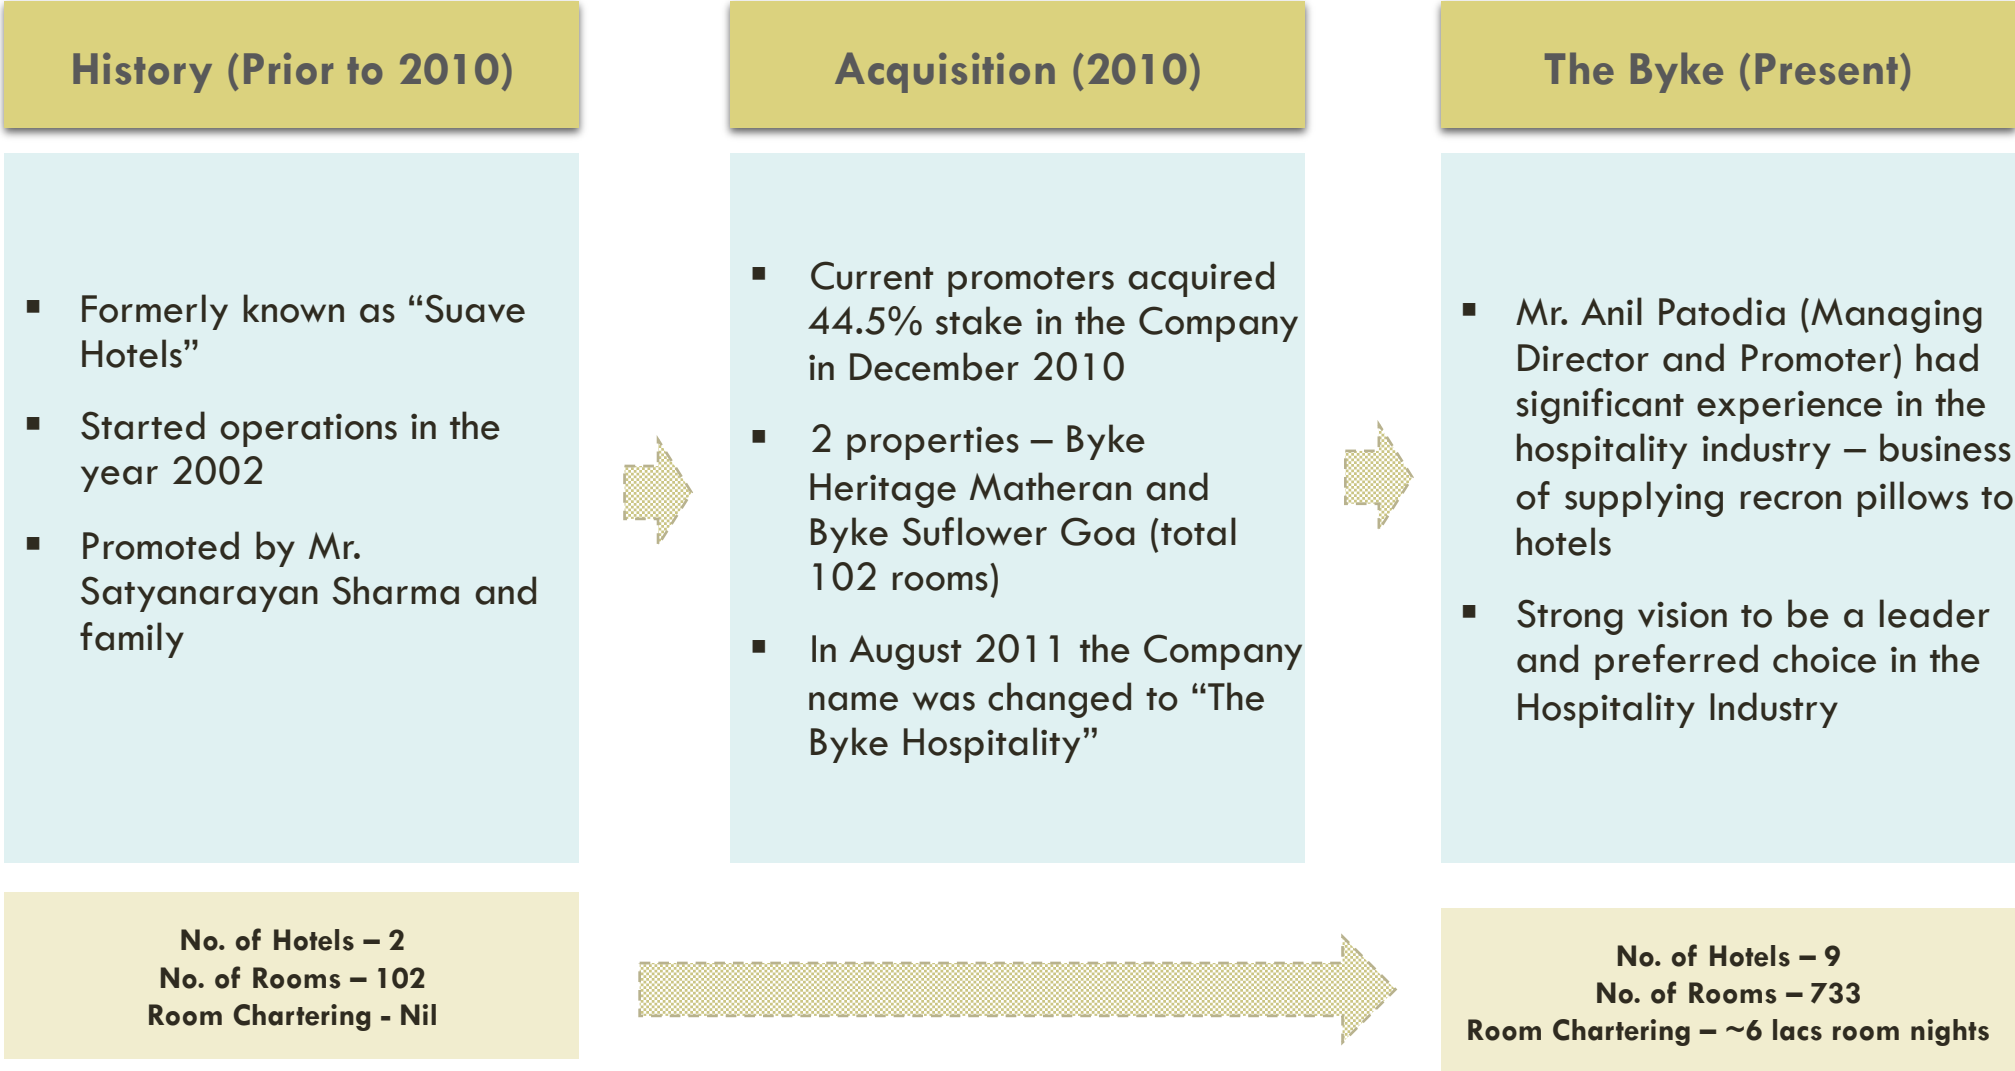 History (Prior to 2010)
▪ Formerly known as “Suave
Hotels”
▪ Started operations in the
year 2002
▪ Promoted by Mr.
Satyanarayan Sharma and
family
No. of Hotels – 2
No. of Rooms – 102
Room Chartering - Nil
Acquisition (2010)
▪ Current promoters acquired
44.5% stake in the Company
in December 2010
▪ 2 properties – Byke
Heritage Matheran and
Byke Suflower Goa (total
102 rooms)
▪ In August 2011 the Company
name was changed to “The
Byke Hospitality”
The Byke (Present)
▪ Mr. Anil Patodia (Managing
Director and Promoter) had
significant experience in the
hospitality industry – business
of supplying recron pillows to
hotels
▪ Strong vision to be a leader
and preferred choice in the
Hospitality Industry
No. of Hotels – 9
No. of Rooms – 733
Room Chartering – ~6 lacs room nights